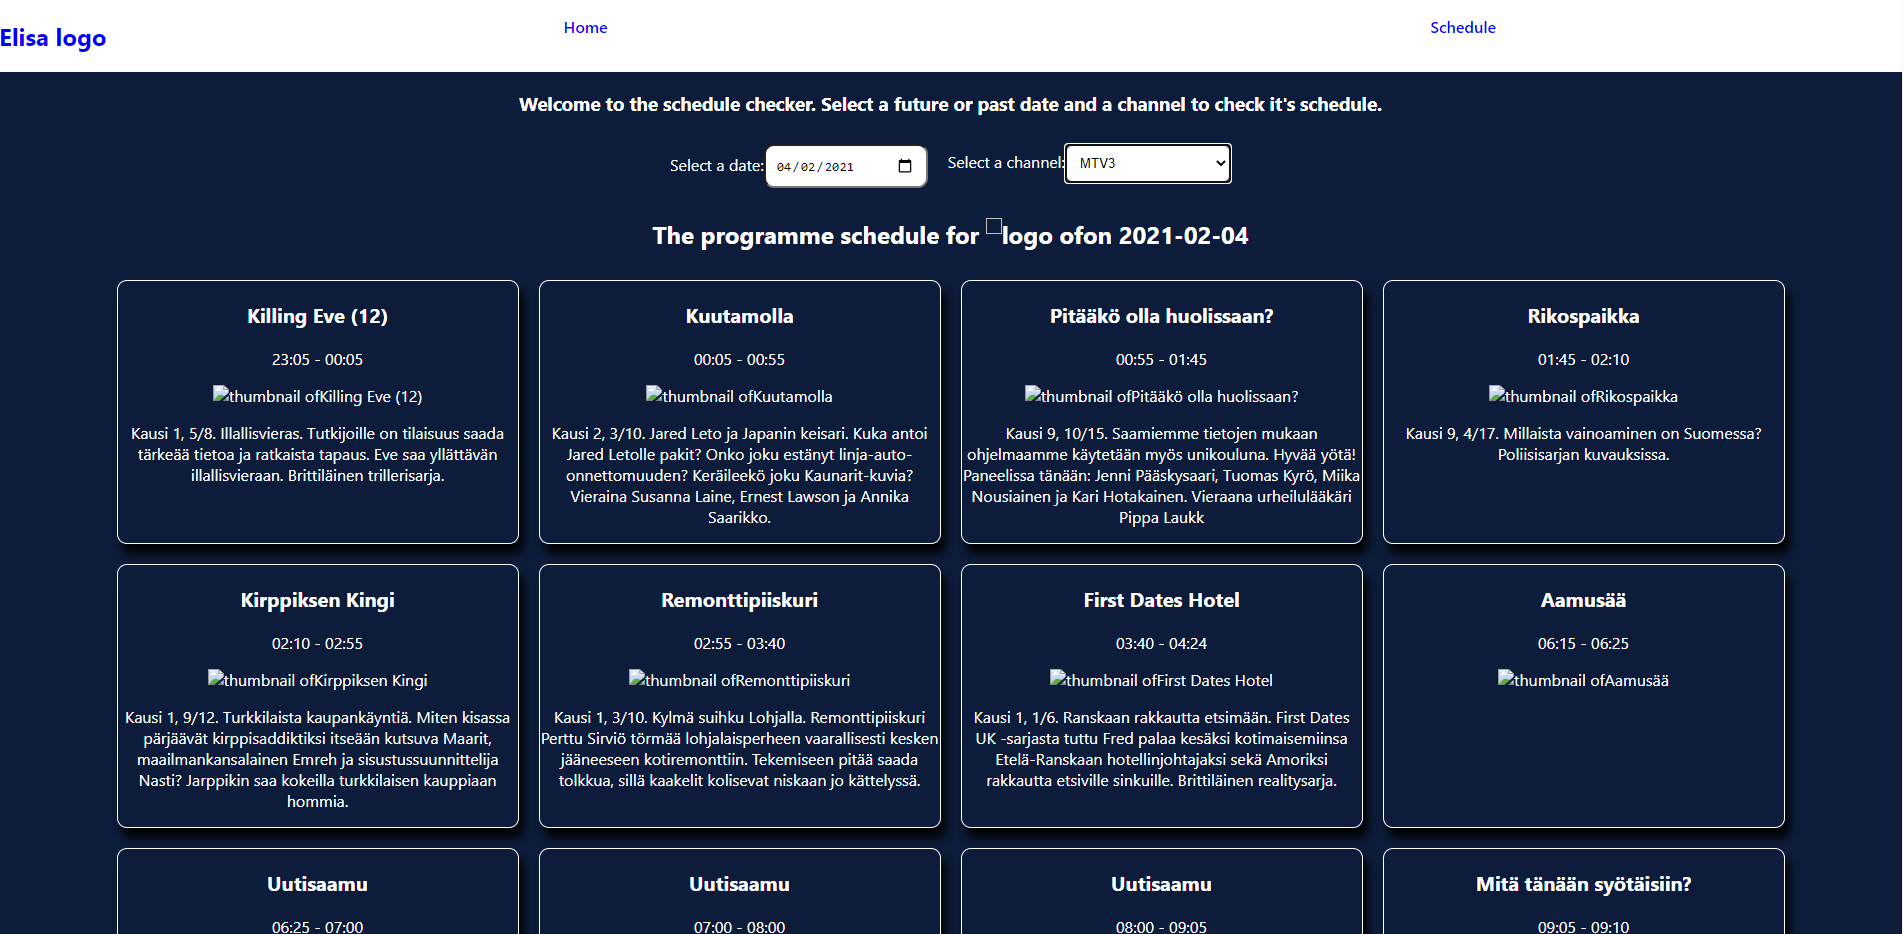 Elisa logo
Home
Schedule
Welcome to the schedule checker. Select a future or past date and a channel to check it's schedule.
Select a date:
04/02/2021
Select a channel:
MTV3
The programme schedule for logo ofon 2021-02-04
Killing Eve (12)
23:05 - 00:05
thumbnail ofKilling Eve (12)
Kausi 1, 5/8. Illallisvieras. Tutkijoille on tilaisuus saada
tärkeää tietoa ja ratkaista tapaus. Eve saa yllättävän
illallisvieraan. Brittiläinen trillerisarja.
Kuutamolla
00:05 - 00:55
thumbnail ofKuutamolla
Kausi 2, 3/10. Jared Leto ja Japanin keisari. Kuka antoi
Jared Letolle pakit? Onko joku estänyt linja-auto-
onnettomuuden? Keräileekö joku Kaunarit-kuvia?
Vieraina Susanna Laine, Ernest Lawson ja Annika
Saarikko.
Pitääkö olla huolissaan?
00:55 - 01:45
thumbnail ofPitääkö olla huolissaan?
Kausi 9, 10/15. Saamiemme tietojen mukaan
ohjelmaamme käytetään myös unikouluna. Hyvää yötä!
Paneelissa tänään: Jenni Pääskysaari, Tuomas Kyrö, Miika
Nousiainen ja Kari Hotakainen. Vieraana urheilulääkäri
Pippa Laukk
Rikospaikka
01:45 - 02:10
thumbnail ofRikospaikka
Kausi 9, 4/17. Millaista vainoaminen on Suomessa?
Poliisisarjan kuvauksissa.
Kirppiksen Kingi
02:10 - 02:55
thumbnail ofKirppiksen Kingi
Kausi 1, 9/12. Turkkilaista kaupankäyntiä. Miten kisassa
pärjäävät kirppisaddiktiksi itseään kutsuva Maarit,
maailmankansalainen Emreh ja sisustussuunnittelija
Nasti? Jarppikin saa kokeilla turkkilaisen kauppiaan
hommia.
Remonttipiiskuri
02:55 - 03:40
thumbnail ofRemonttipiiskuri
Kausi 1, 3/10. Kylmä suihku Lohjalla. Remonttipiiskuri
Perttu Sirviö törmää lohjalaisperheen vaarallisesti kesken
jääneeseen kotiremonttiin. Tekemiseen pitää saada
tolkkua, sillä kaakelit kolisevat niskaan jo kättelyssä.
First Dates Hotel
03:40 - 04:24
thumbnail ofFirst Dates Hotel
Kausi 1, 1/6. Ranskaan rakkautta etsimään. First Dates
UK -sarjasta tuttu Fred palaa kesäksi kotimaisemiinsa
Etelä-Ranskaan hotellinjohtajaksi sekä Amoriksi
rakkautta etsiville sinkuille. Brittiläinen realitysarja.
Aamusää
06:15 - 06:25
thumbnail ofAamusää
Uutisaamu
06:25 - 07:00
Uutisaamu
07:00 - 08:00
Uutisaamu
08:00 - 09:05
Mitä tänään syötäisiin?
09:05 - 09:10